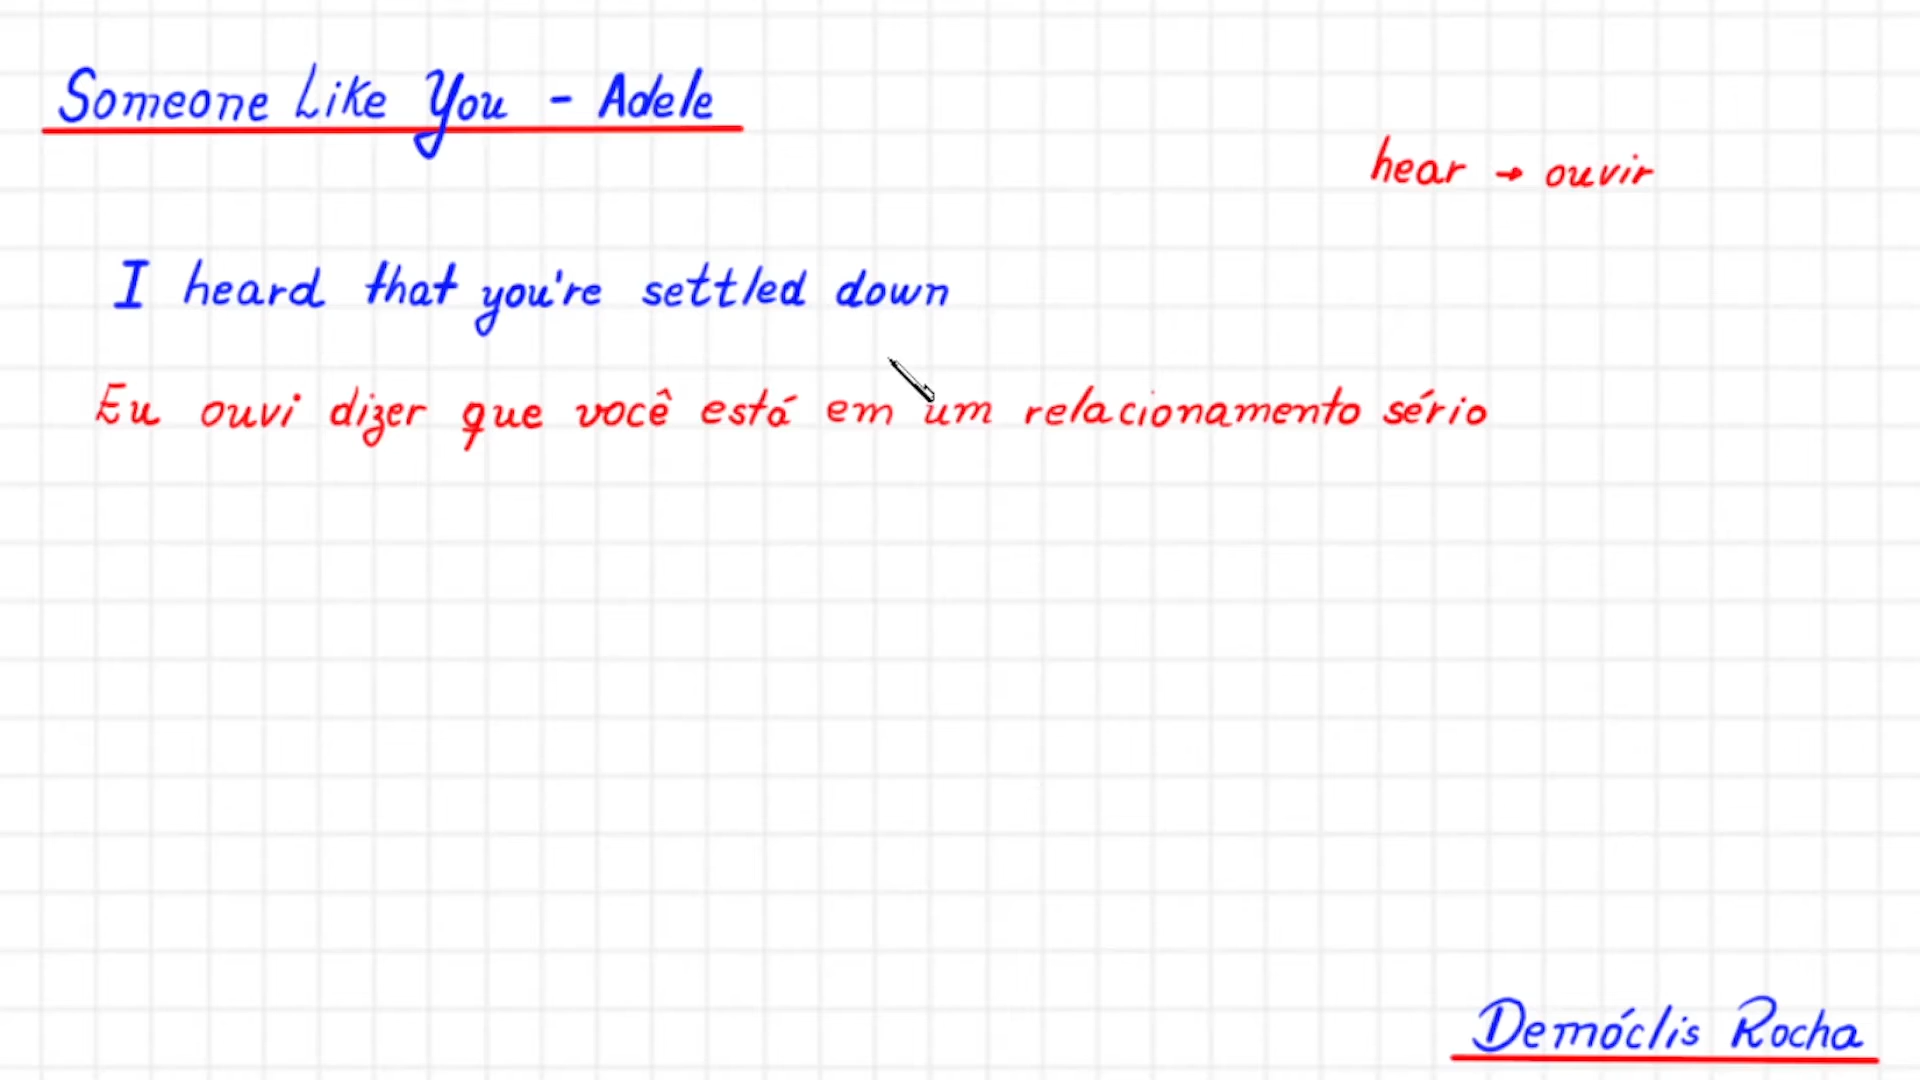 Someone Like You - Adele
hear → ouvir
I heard that you're settled down
Eu ouvi dizer que você está em um relacionamento sério
Demóclis Rocha